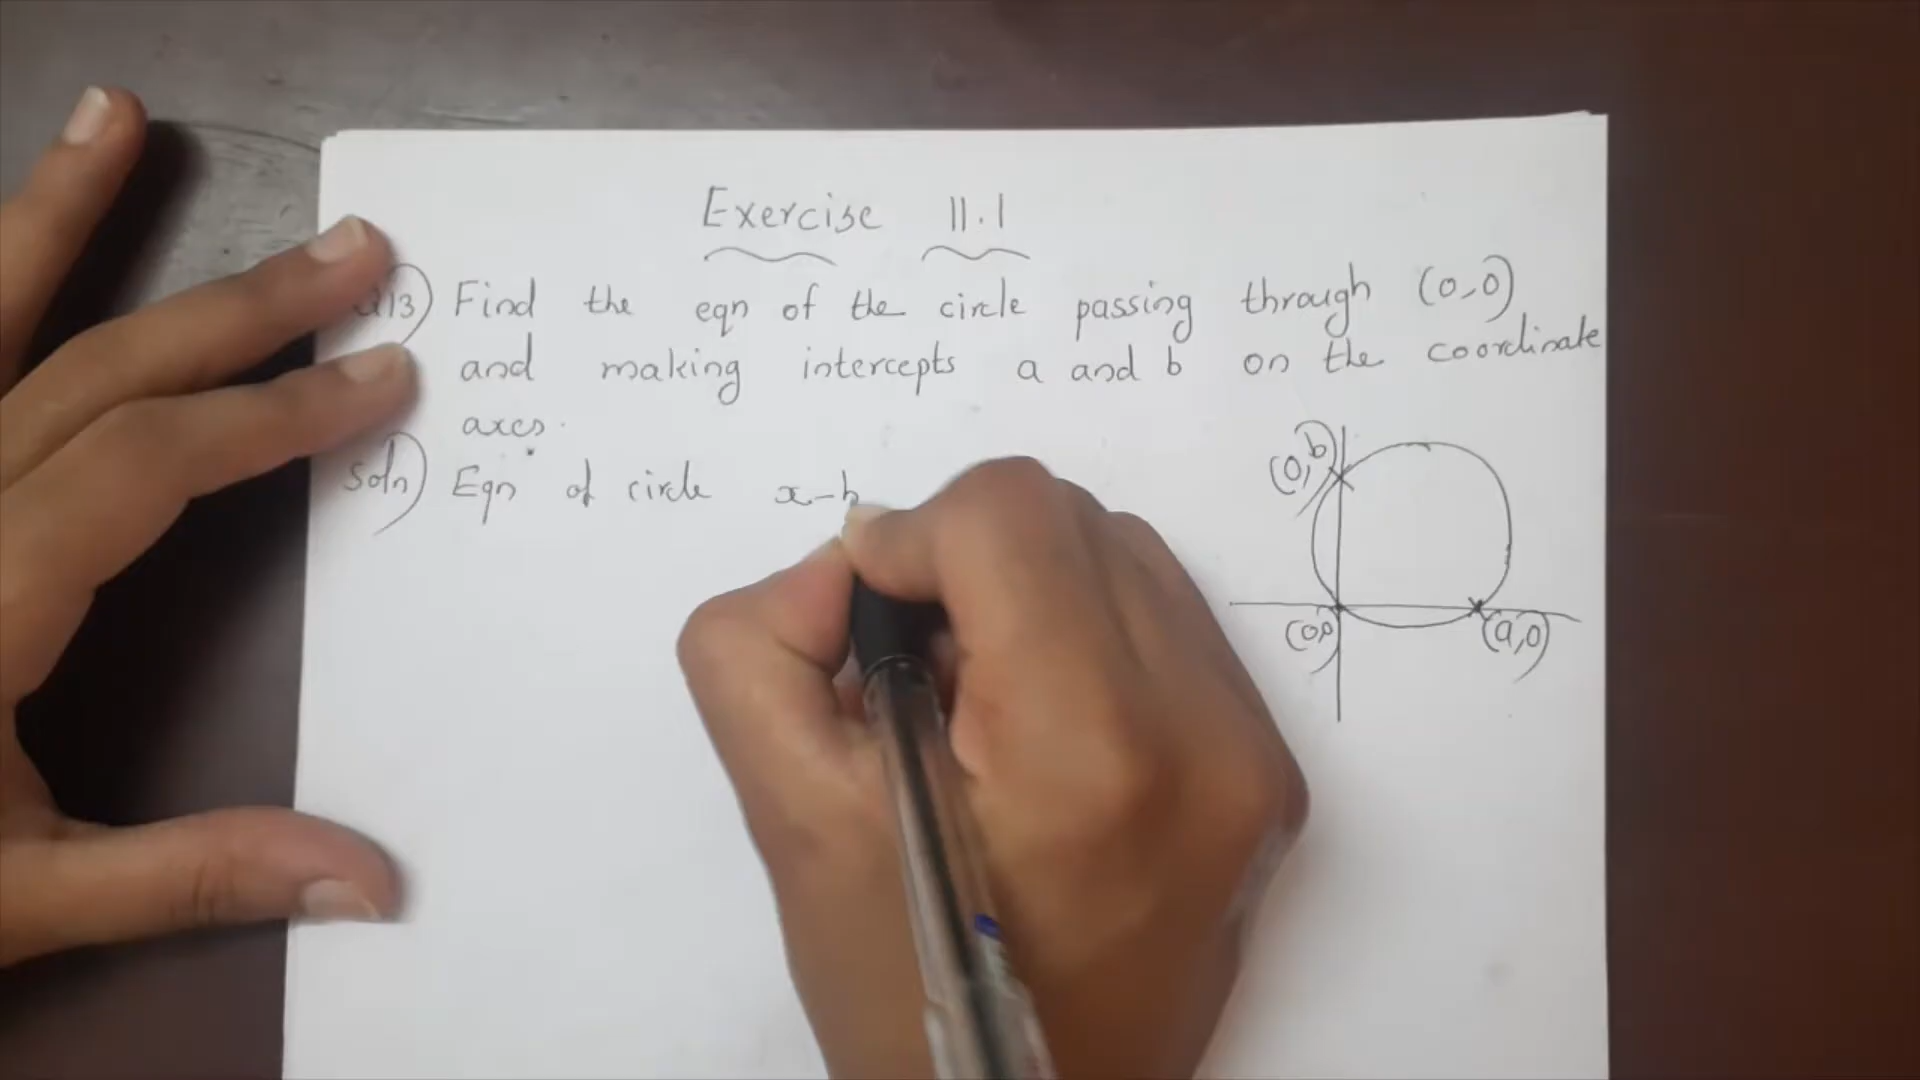 Exercise 11.1
Q13) Find the eqn of the circle passing through (0,0)
and making intercepts a and b on the coordinate
axes.
Soln) Eqn of circle x-h
(0,b)
(0,0)
(a,0)